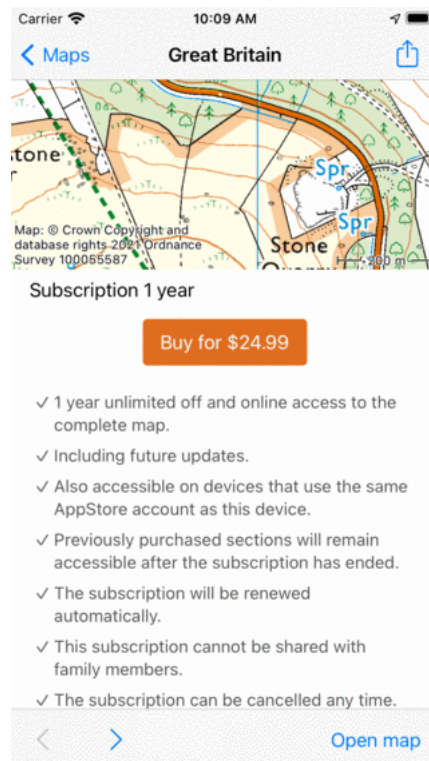 Carrier 10:09 AM
Maps Great Britain
Spr
Spr
Map: © Crown Copyright and
database rights 2021 Ordnance
Survey 100055587
Stone
200 m
Subscription 1 year
Buy for $24.99
✓ 1 year unlimited off and online access to the
complete map.
✓ Including future updates.
✓ Also accessible on devices that use the same
AppStore account as this device.
✓ Previously purchased sections will remain
accessible after the subscription has ended.
✓ The subscription will be renewed
automatically.
✓ This subscription cannot be shared with
family members.
✓ The subscription can be cancelled any time.
Open map